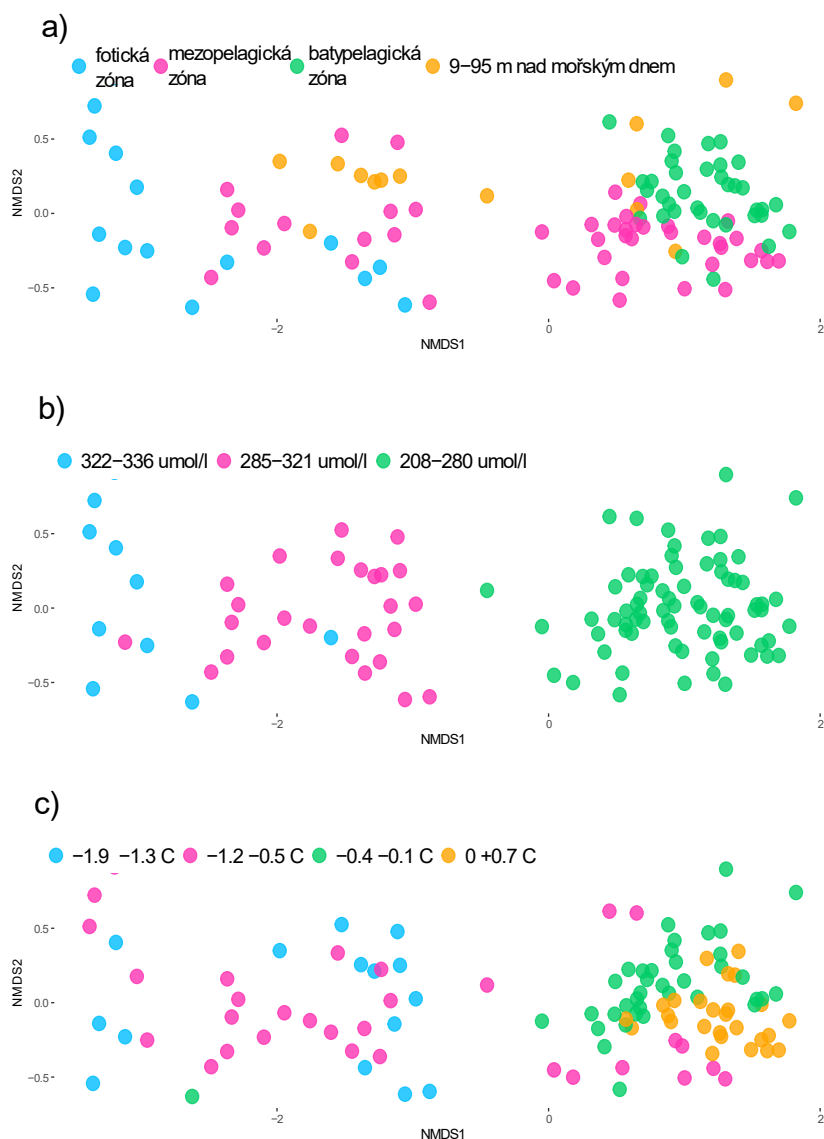 a)
fotická zóna
mezopelagická zóna
batypelagická zóna
9−95 m nad mořským dnem
0.5
0.0
−0.5
NMDS2
−2
0
2
NMDS1
b)
322−336 umol/l
285−321 umol/l
208−280 umol/l
0.5
0.0
−0.5
NMDS2
−2
0
2
NMDS1
c)
−1.9 −1.3 C
−1.2 −0.5 C
−0.4 −0.1 C
0 +0.7 C
0.5
0.0
−0.5
NMDS2
−2
0
2
NMDS1